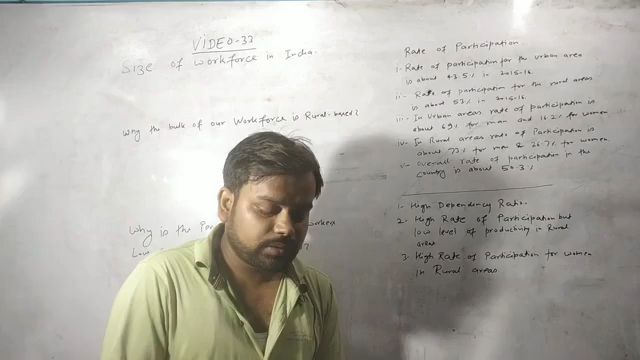 VIDEO-37
Size of workforce in India.
Why the bulk of our Workforce is Rural-based?
Why is the
Workers
Low
Rate of Participation
i- Rate of participation for the urban area
is about 43.5% in 2015-16.
ii- Rate of participation for the rural areas
is about 53% in 2015-16
iii- In Urban areas rate of participation is
about 69% for man and 16.2% for women
iv- In Rural areas rate of Participation is
about 73% for men & 26.7% for women.
v- overall rate of participation in the
country is about 50.3%
1- High Dependency Ratio.
2. High Rate of Participation but
low level of productivity in Rural
areas
3. High Rate of Participation for women
in Rural areas